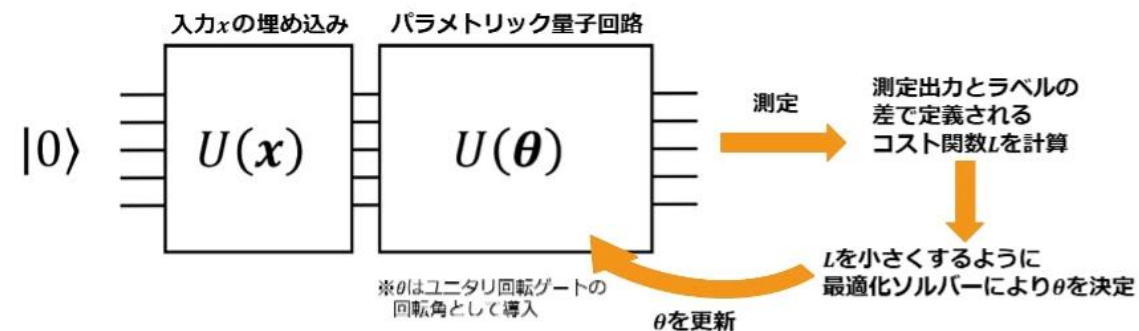 入力xの埋め込み
パラメトリック量子回路
|0⟩
U(x)
U(θ)
測定
測定出力とラベルの
差で定義される
コスト関数Lを計算
Lを小さくするように
最適化ソルバーによりθを決定
※θはユニタリ回転ゲートの
回転角として導入
θを更新